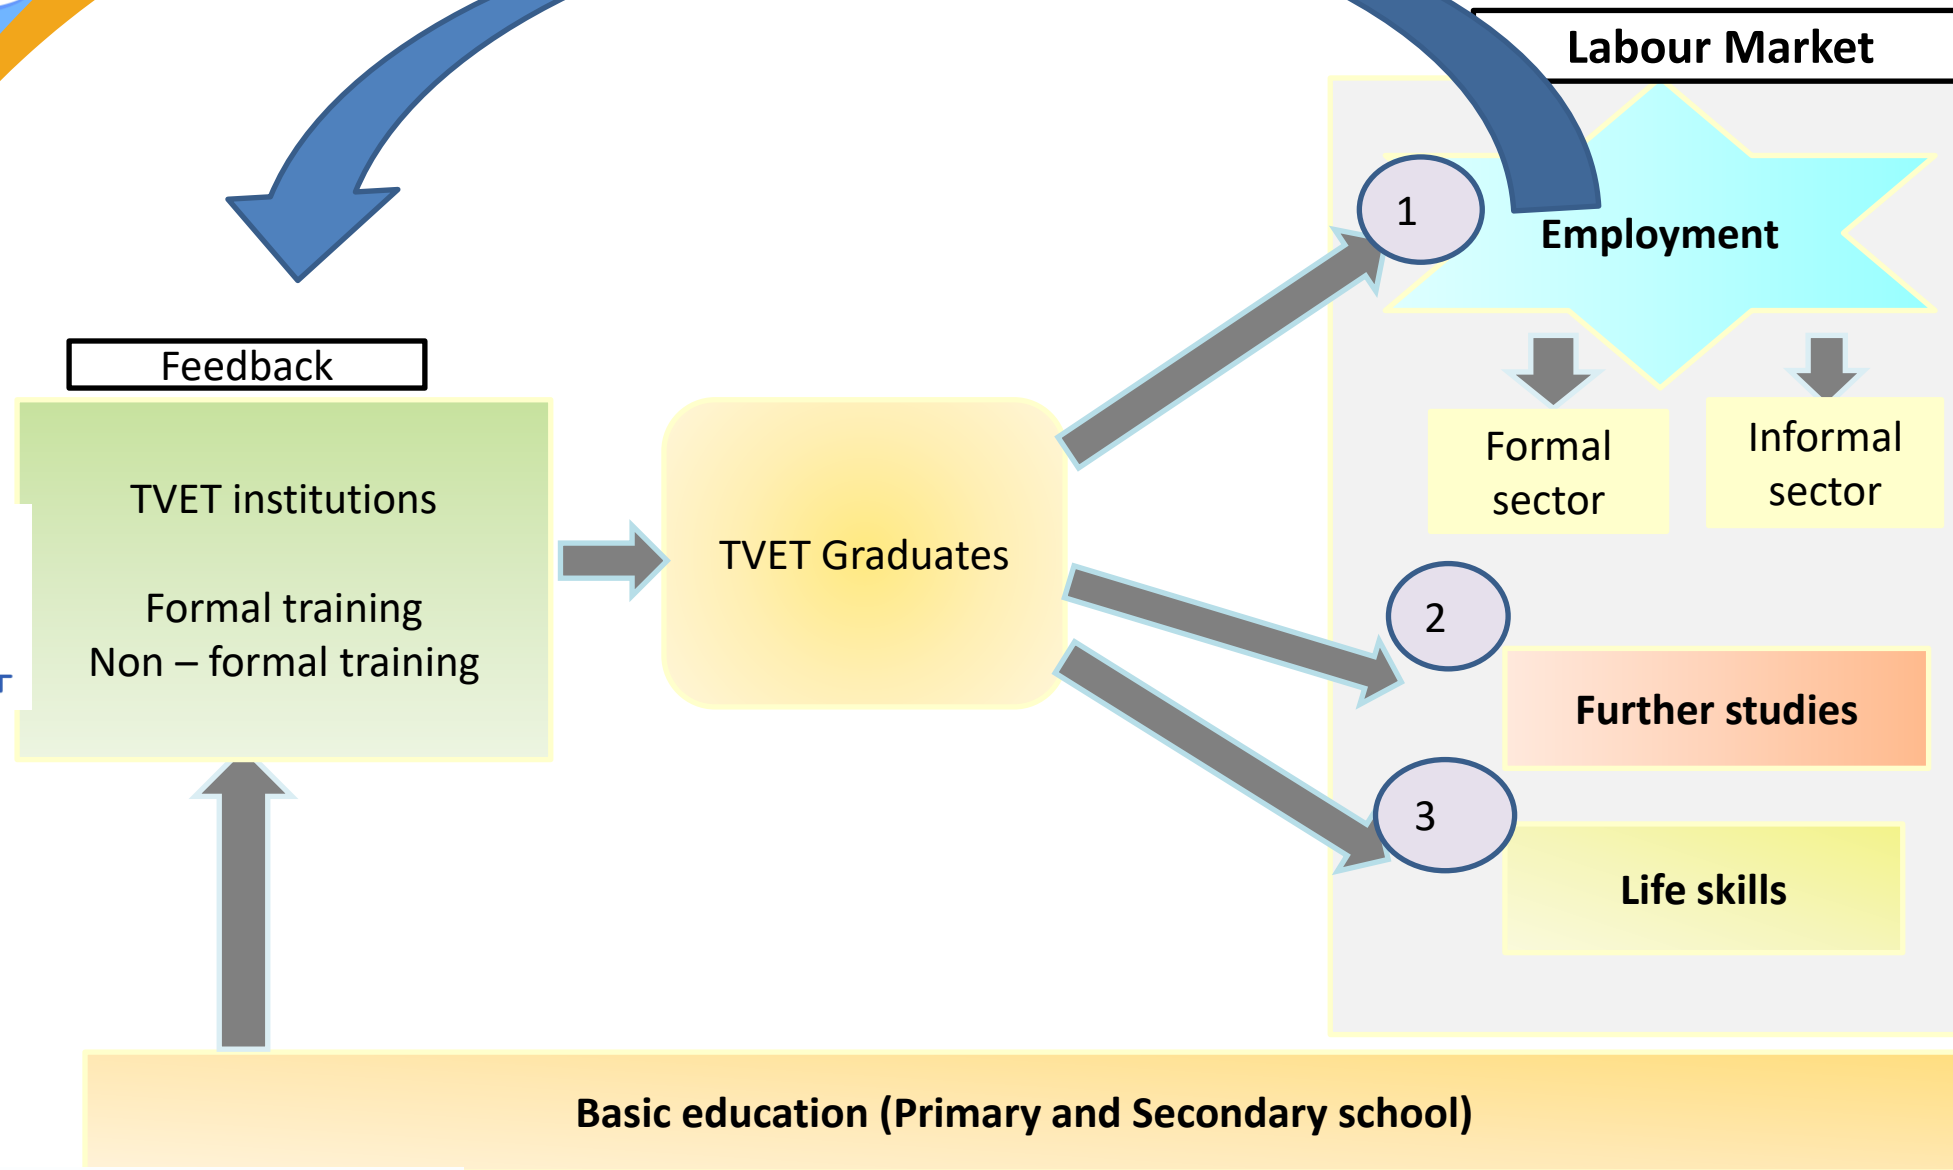 Labour Market
1
Employment
Feedback
Formal
sector
Informal
sector
TVET institutions
Formal training
Non – formal training
TVET Graduates
2
Further studies
3
Life skills
Basic education (Primary and Secondary school)